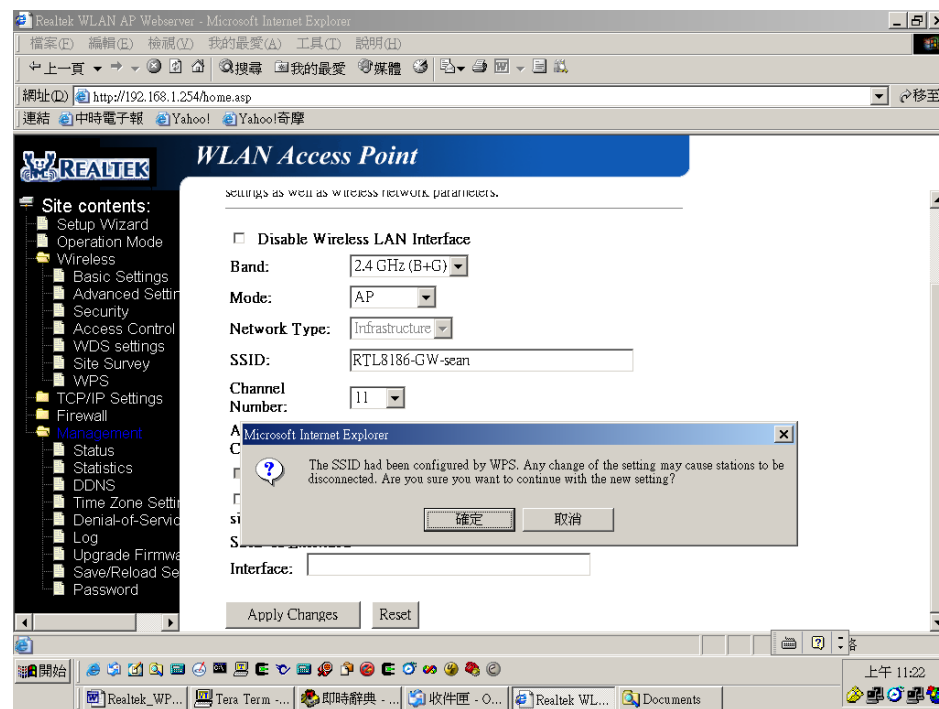 Realtek WLAN AP Webserver - Microsoft Internet Explorer
檔案(F) 編輯(E) 檢視(V) 我的最愛(A) 工具(T) 說明(H)
上一頁 搜尋 我的最愛 媒體
網址(D) http://192.168.1.254/home.asp 移至
連結 中時電子報 Yahoo! Yahoo!奇摩
REALTEK
WLAN Access Point
settings as well as wireless network parameters.
Site contents:
Setup Wizard
Operation Mode
Wireless
Basic Settings
Advanced Settin
Security
Access Control
WDS settings
Site Survey
WPS
TCP/IP Settings
Firewall
Management
Status
Statistics
DDNS
Time Zone Settin
Denial-of-Servic
Log
Upgrade Firmwa
Save/Reload Se
Password
Disable Wireless LAN Interface
Band: 2.4 GHz (B+G)
Mode: AP
Network Type: Infrastructure
SSID: RTL8186-GW-sean
Channel
Number: 11
Microsoft Internet Explorer
The SSID had been configured by WPS. Any change of the setting may cause stations to be
disconnected. Are you sure you want to continue with the new setting?
確定 取消
Interface:
Apply Changes Reset
開始
上午 11:22
Realtek_WP... Tera Term -... 即時辭典 - ... 收件匣 - O... Realtek WL... Documents